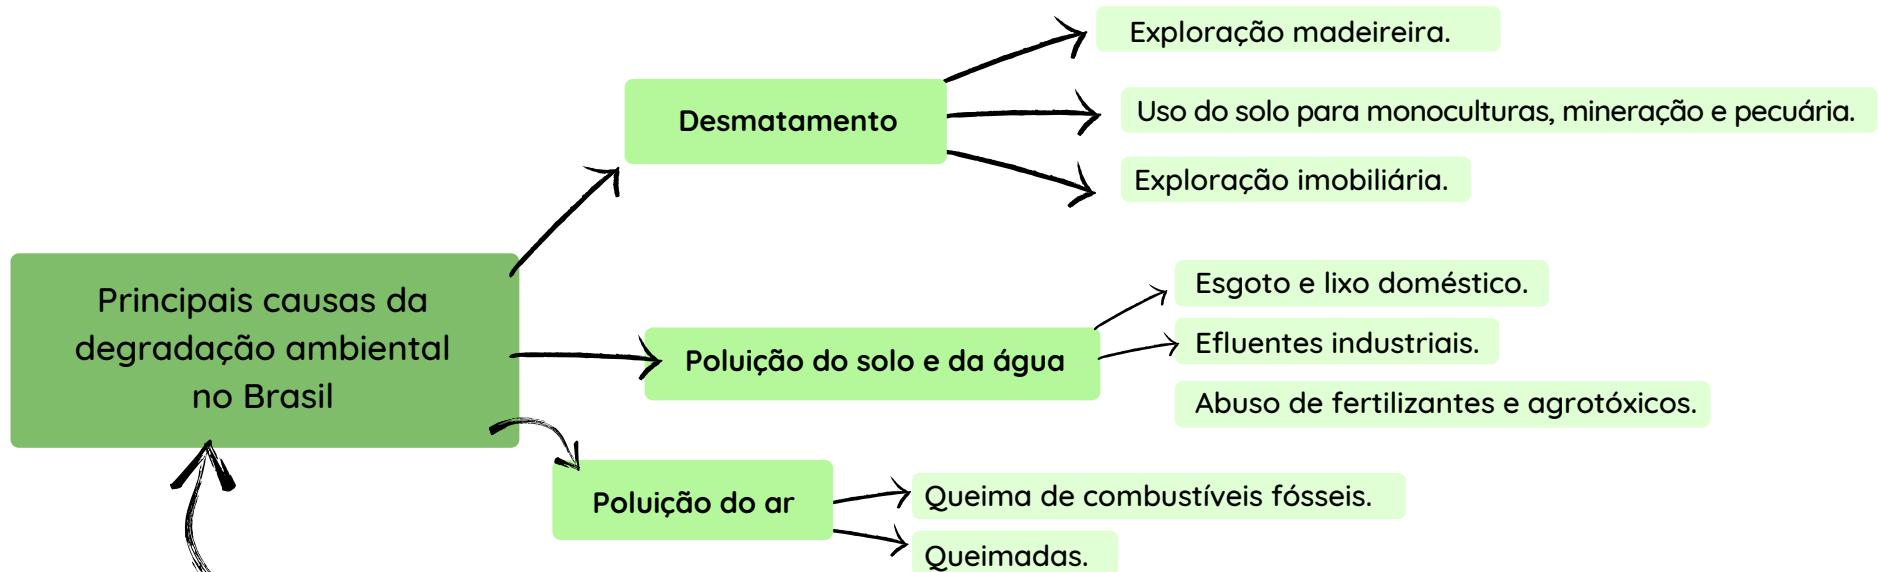 Principais causas da
degradação ambiental
no Brasil
Desmatamento
Exploração madeireira.
Uso do solo para monoculturas, mineração e pecuária.
Exploração imobiliária.
Poluição do solo e da água
Esgoto e lixo doméstico.
Efluentes industriais.
Abuso de fertilizantes e agrotóxicos.
Poluição do ar
Queima de combustíveis fósseis.
Queimadas.